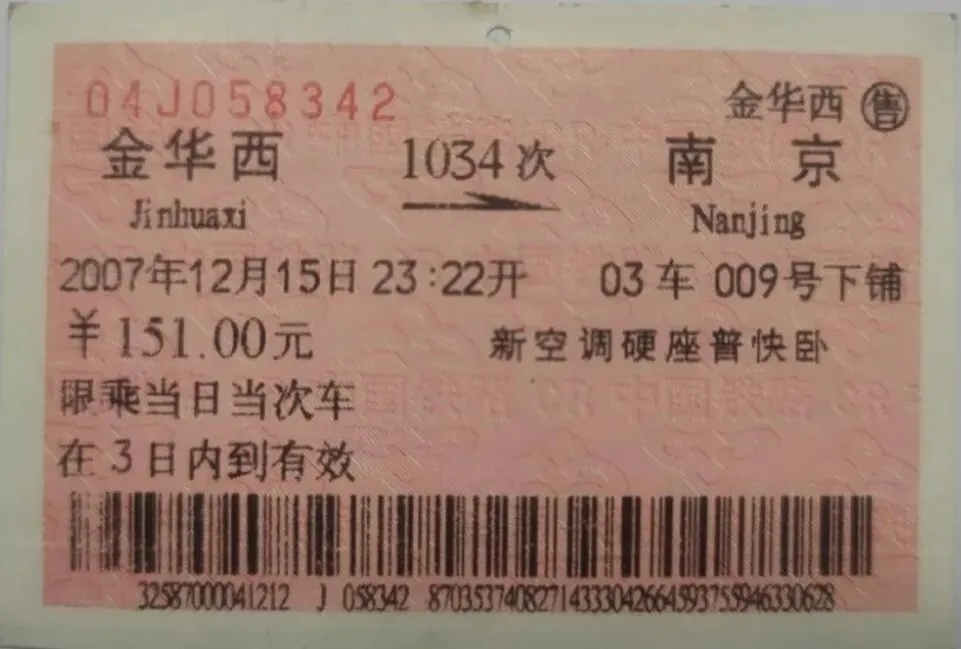 04J058342
金华西 售
金华西 1034次 南京
Jinhuaxi Nanjing
2007年12月15日 23:22开 03车 009号下铺
¥151.00元 新空调硬座普快卧
限乘当日当次车
在3日内到有效
32587000041212 J 058342 87035374082714333042664593755946330628